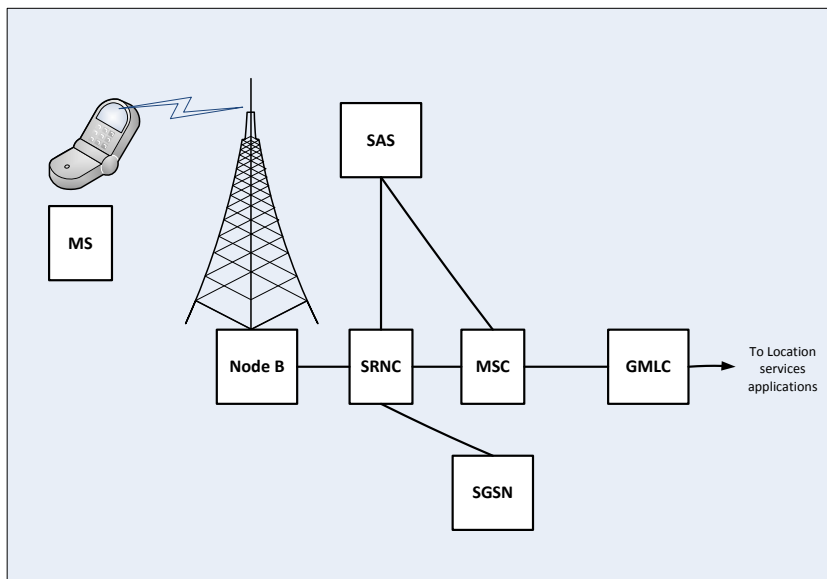 SAS
MS
Node B
SRNC
MSC
GMLC
To Location
services
applications
SGSN